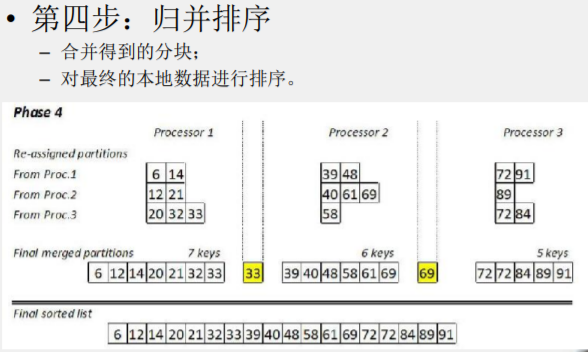 • 第四步：归并排序
– 合并得到的分块；
– 对最终的本地数据进行排序。
Phase 4
Processor 1 Processor 2 Processor 3
Re-assigned partitions
From Proc.1 6 14 39 48 72 91
From Proc.2 12 21 40 61 69 89
From Proc.3 20 32 33 58 72 84
Final merged partitions 7 keys 6 keys 5 keys
6 12 14 20 21 32 33 33 39 40 48 58 61 69 69 72 72 84 89 91
Final sorted list
6 12 14 20 21 32 33 39 40 48 58 61 69 72 72 84 89 91